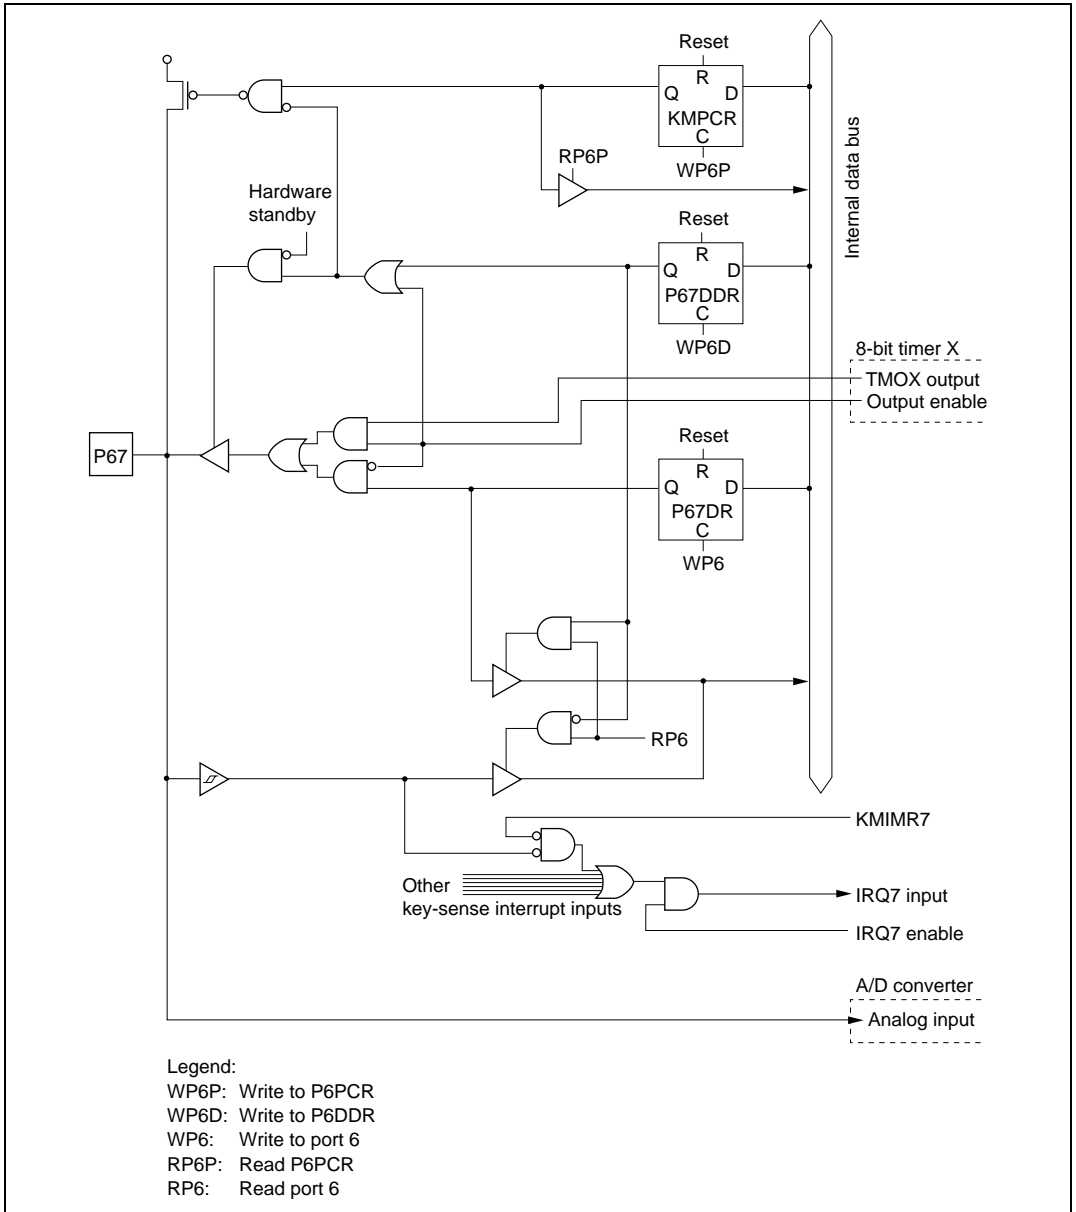 Reset
R
Q D
KMPCR
C
WP6P
RP6P
Internal data bus
Hardware
standby
Reset
R
Q D
P67DDR
C
WP6D
8-bit timer X
TMOX output
Output enable
Reset
R
Q D
P67DR
C
WP6
P67
RP6
KMIMR7
Other
key-sense interrupt inputs
IRQ7 input
IRQ7 enable
A/D converter
Analog input
Legend:
WP6P: Write to P6PCR
WP6D: Write to P6DDR
WP6: Write to port 6
RP6P: Read P6PCR
RP6: Read port 6